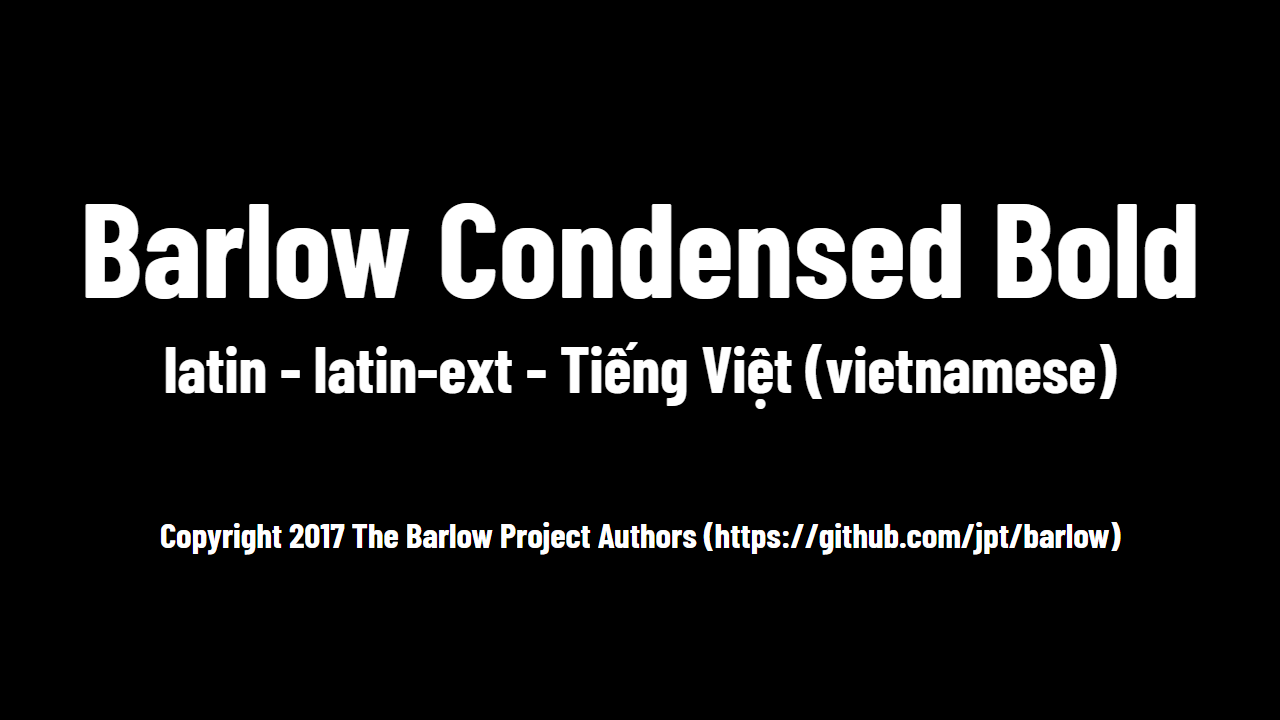 Barlow Condensed Bold
latin - latin-ext - Tiếng Việt (vietnamese)
Copyright 2017 The Barlow Project Authors (https://github.com/jpt/barlow)